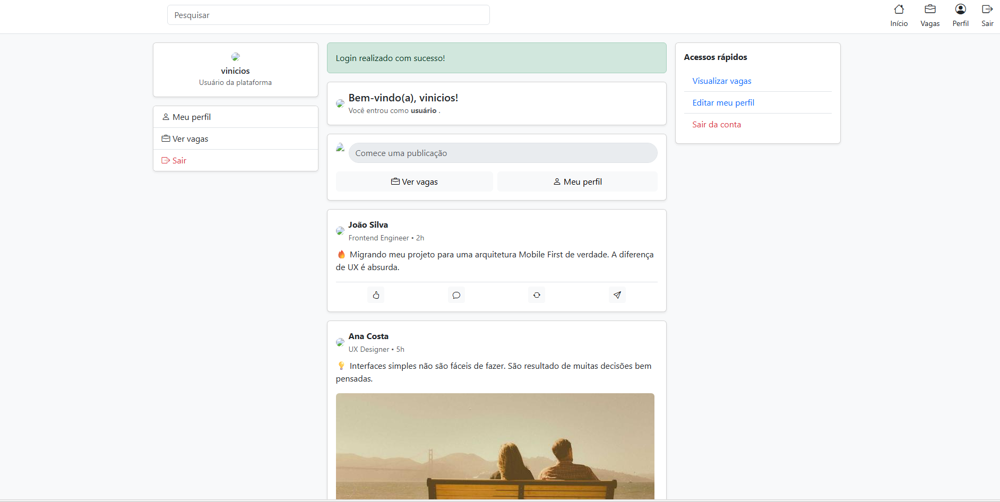 Pesquisar
Início
Vagas
Perfil
Sair
vinicios
Usuário da plataforma
Meu perfil
Ver vagas
Sair
Login realizado com sucesso!
Bem-vindo(a), vinicios!
Você entrou como usuário .
Comece uma publicação
Ver vagas
Meu perfil
João Silva
Frontend Engineer • 2h
🔥 Migrando meu projeto para uma arquitetura Mobile First de verdade. A diferença
de UX é absurda.
Ana Costa
UX Designer • 5h
💡 Interfaces simples não são fáceis de fazer. São resultado de muitas decisões bem
pensadas.
Acessos rápidos
Visualizar vagas
Editar meu perfil
Sair da conta